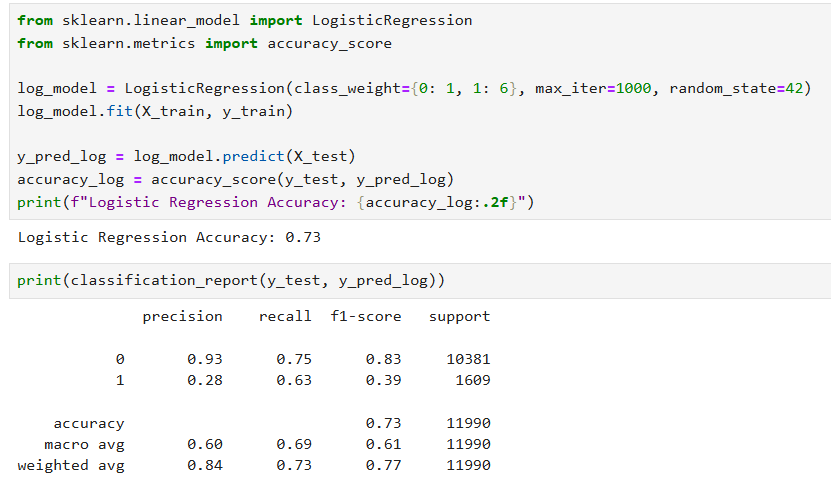 from sklearn.linear_model import LogisticRegression
from sklearn.metrics import accuracy_score
log_model = LogisticRegression(class_weight={0: 1, 1: 6}, max_iter=1000, random_state=42)
log_model.fit(X_train, y_train)
y_pred_log = log_model.predict(X_test)
accuracy_log = accuracy_score(y_test, y_pred_log)
print(f"Logistic Regression Accuracy: {accuracy_log:.2f}")
Logistic Regression Accuracy: 0.73
print(classification_report(y_test, y_pred_log))
precision recall f1-score support
0 0.93 0.75 0.83 10381
1 0.28 0.63 0.39 1609
accuracy 0.73 11990
macro avg 0.60 0.69 0.61 11990
weighted avg 0.84 0.73 0.77 11990